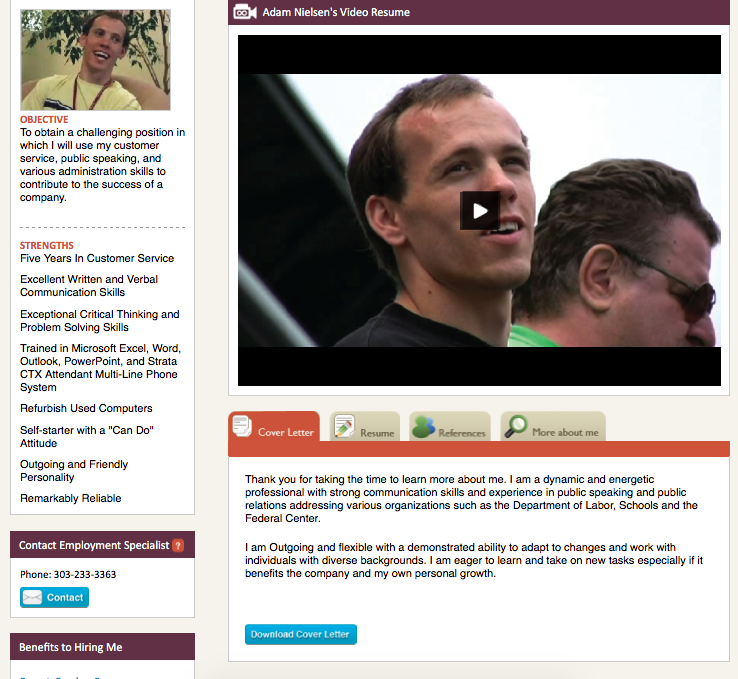 OBJECTIVE
To obtain a challenging position in
which I will use my customer
service, public speaking, and
various administration skills to
contribute to the success of a
company.
STRENGTHS
Five Years In Customer Service
Excellent Written and Verbal
Communication Skills
Exceptional Critical Thinking and
Problem Solving Skills
Trained in Microsoft Excel, Word,
Outlook, PowerPoint, and Strata
CTX Attendant Multi-Line Phone
System
Refurbish Used Computers
Self-starter with a "Can Do"
Attitude
Outgoing and Friendly
Personality
Remarkably Reliable
Contact Employment Specialist ?
Phone: 303-233-3363
Contact
Benefits to Hiring Me
Adam Nielsen's Video Resume
Cover Letter
Resume
References
More about me
Thank you for taking the time to learn more about me. I am a dynamic and energetic
professional with strong communication skills and experience in public speaking and public
relations addressing various organizations such as the Department of Labor, Schools and the
Federal Center.
I am Outgoing and flexible with a demonstrated ability to adapt to changes and work with
individuals with diverse backgrounds. I am eager to learn and take on new tasks especially if it
benefits the company and my own personal growth.
Download Cover Letter